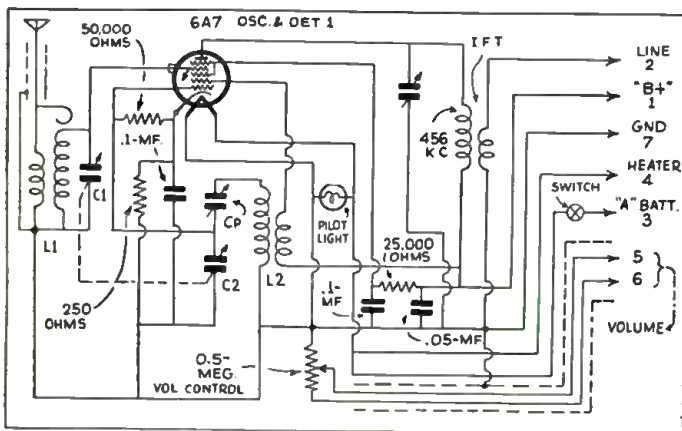 6A7 OSC. & DET 1
50,000
OHMS
I F T
LINE
2
"B+"
1
GND
7
HEATER
4
SWITCH
"A" BATT.
3
.1-MF.
456
KC
C1
CP
PILOT
LIGHT
25,000
OHMS
5
6
L1
C2
L2
250
OHMS
.1-
MF
.05-MF.
VOLUME
0.5-
MEG.
VOL CONTROL